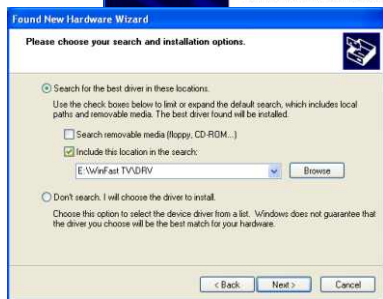 Found New Hardware Wizard
Please choose your search and installation options.
Search for the best driver in these locations.
Use the check boxes below to limit or expand the default search, which includes local
paths and removable media. The best driver found will be installed.
Search removable media (floppy, CD-ROM...)
Include this location in the search:
E:\WinFast TV\DRV
Browse
Don't search. I will choose the driver to install.
Choose this option to select the device driver from a list. Windows does not guarantee that
the driver you choose will be the best match for your hardware.
< Back Next > Cancel